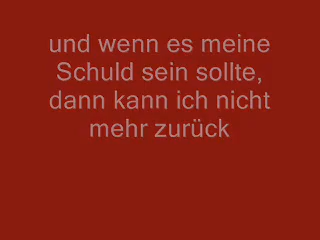 und wenn es meine
Schuld sein sollte,
dann kann ich nicht
mehr zurück